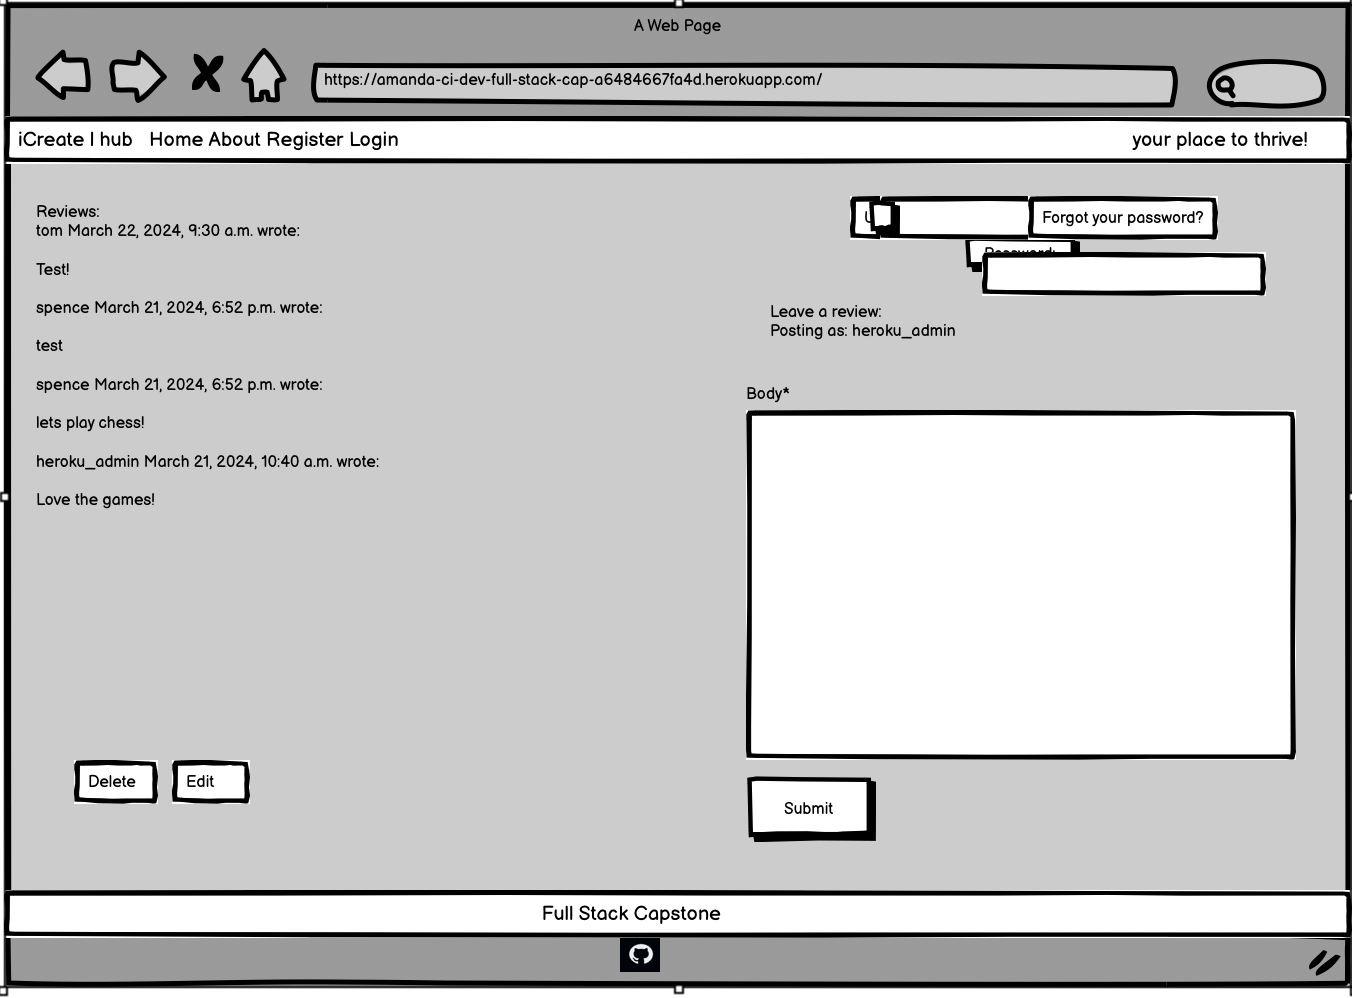 A Web Page
https://amanda-ci-dev-full-stack-cap-a6484667fa4d.herokuapp.com/
iCreate I hub Home About Register Login
your place to thrive!
Reviews:
tom March 22, 2024, 9:30 a.m. wrote:
Test!
spence March 21, 2024, 6:52 p.m. wrote:
test
spence March 21, 2024, 6:52 p.m. wrote:
lets play chess!
heroku_admin March 21, 2024, 10:40 a.m. wrote:
Love the games!
Delete
Edit
Forgot your password?
Password:
Leave a review:
Posting as: heroku_admin
Body*
Submit
Full Stack Capstone